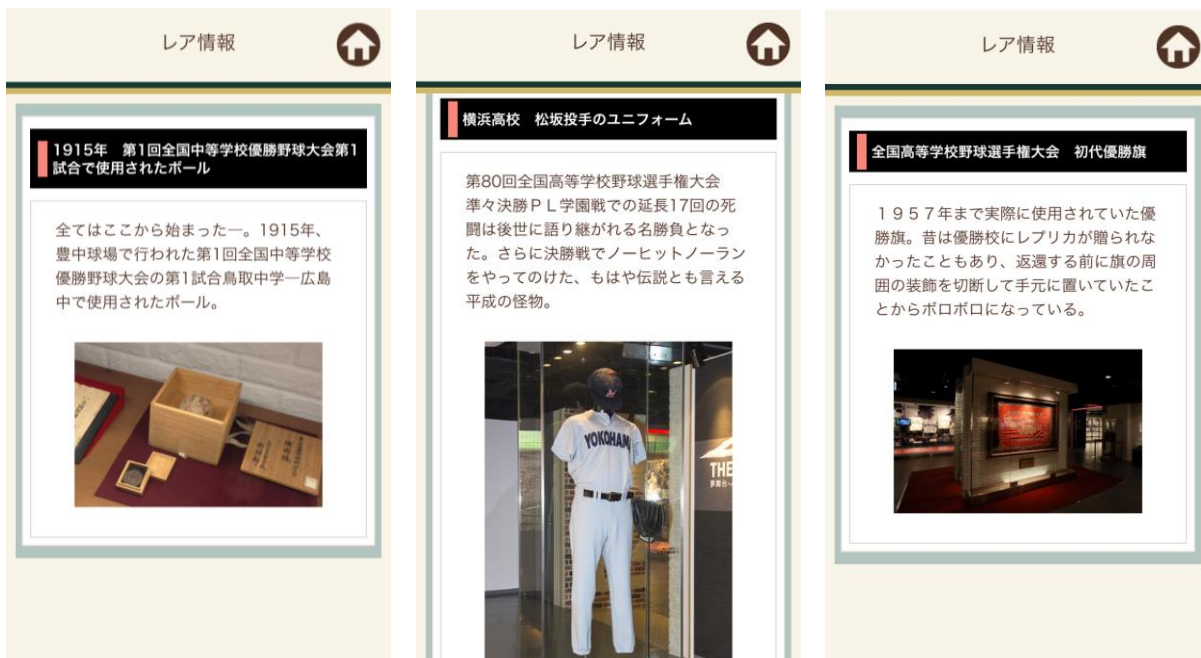 レア情報
1915年　第1回全国中等学校優勝野球大会第1
試合で使用されたボール
全てはここから始まった―。1915年、
豊中球場で行われた第1回全国中等学校
優勝野球大会の第1試合鳥取中学―広島
中で使用されたボール。
レア情報
横浜高校　松坂投手のユニフォーム
第80回全国高等学校野球選手権大会
準々決勝ＰＬ学園戦での延長17回の死
闘は後世に語り継がれる名勝負となっ
た。さらに決勝戦でノーヒットノーラン
をやってのけた、もはや伝説とも言える
平成の怪物。
YOKOHAMA
THE
レア情報
全国高等学校野球選手権大会　初代優勝旗
１９５７年まで実際に使用されていた優
勝旗。昔は優勝校にレプリカが贈られな
かったこともあり、返還する前に旗の周
囲の装飾を切断して手元に置いていたこ
とからボロボロになっている。